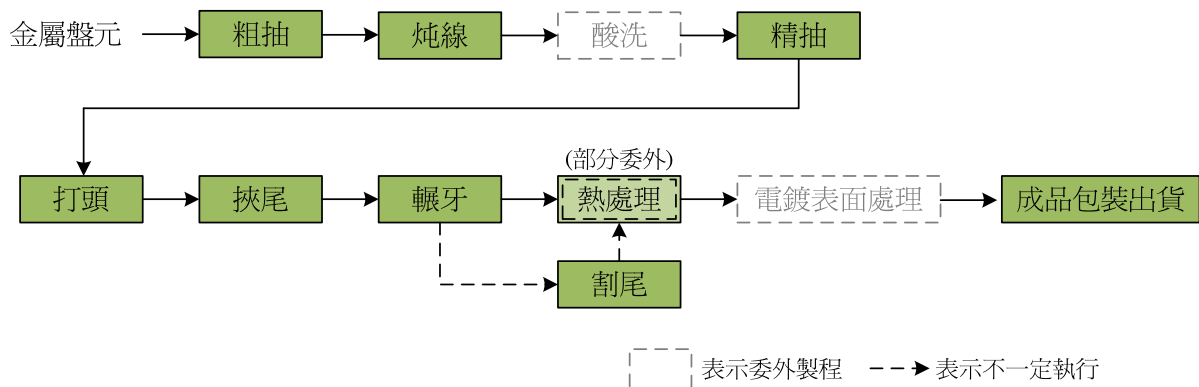 金屬盤元
粗抽
炖線
酸洗
精抽
打頭
挾尾
輾牙
(部分委外)
熱處理
電鍍表面處理
成品包裝出貨
割尾
表示委外製程
表示不一定執行